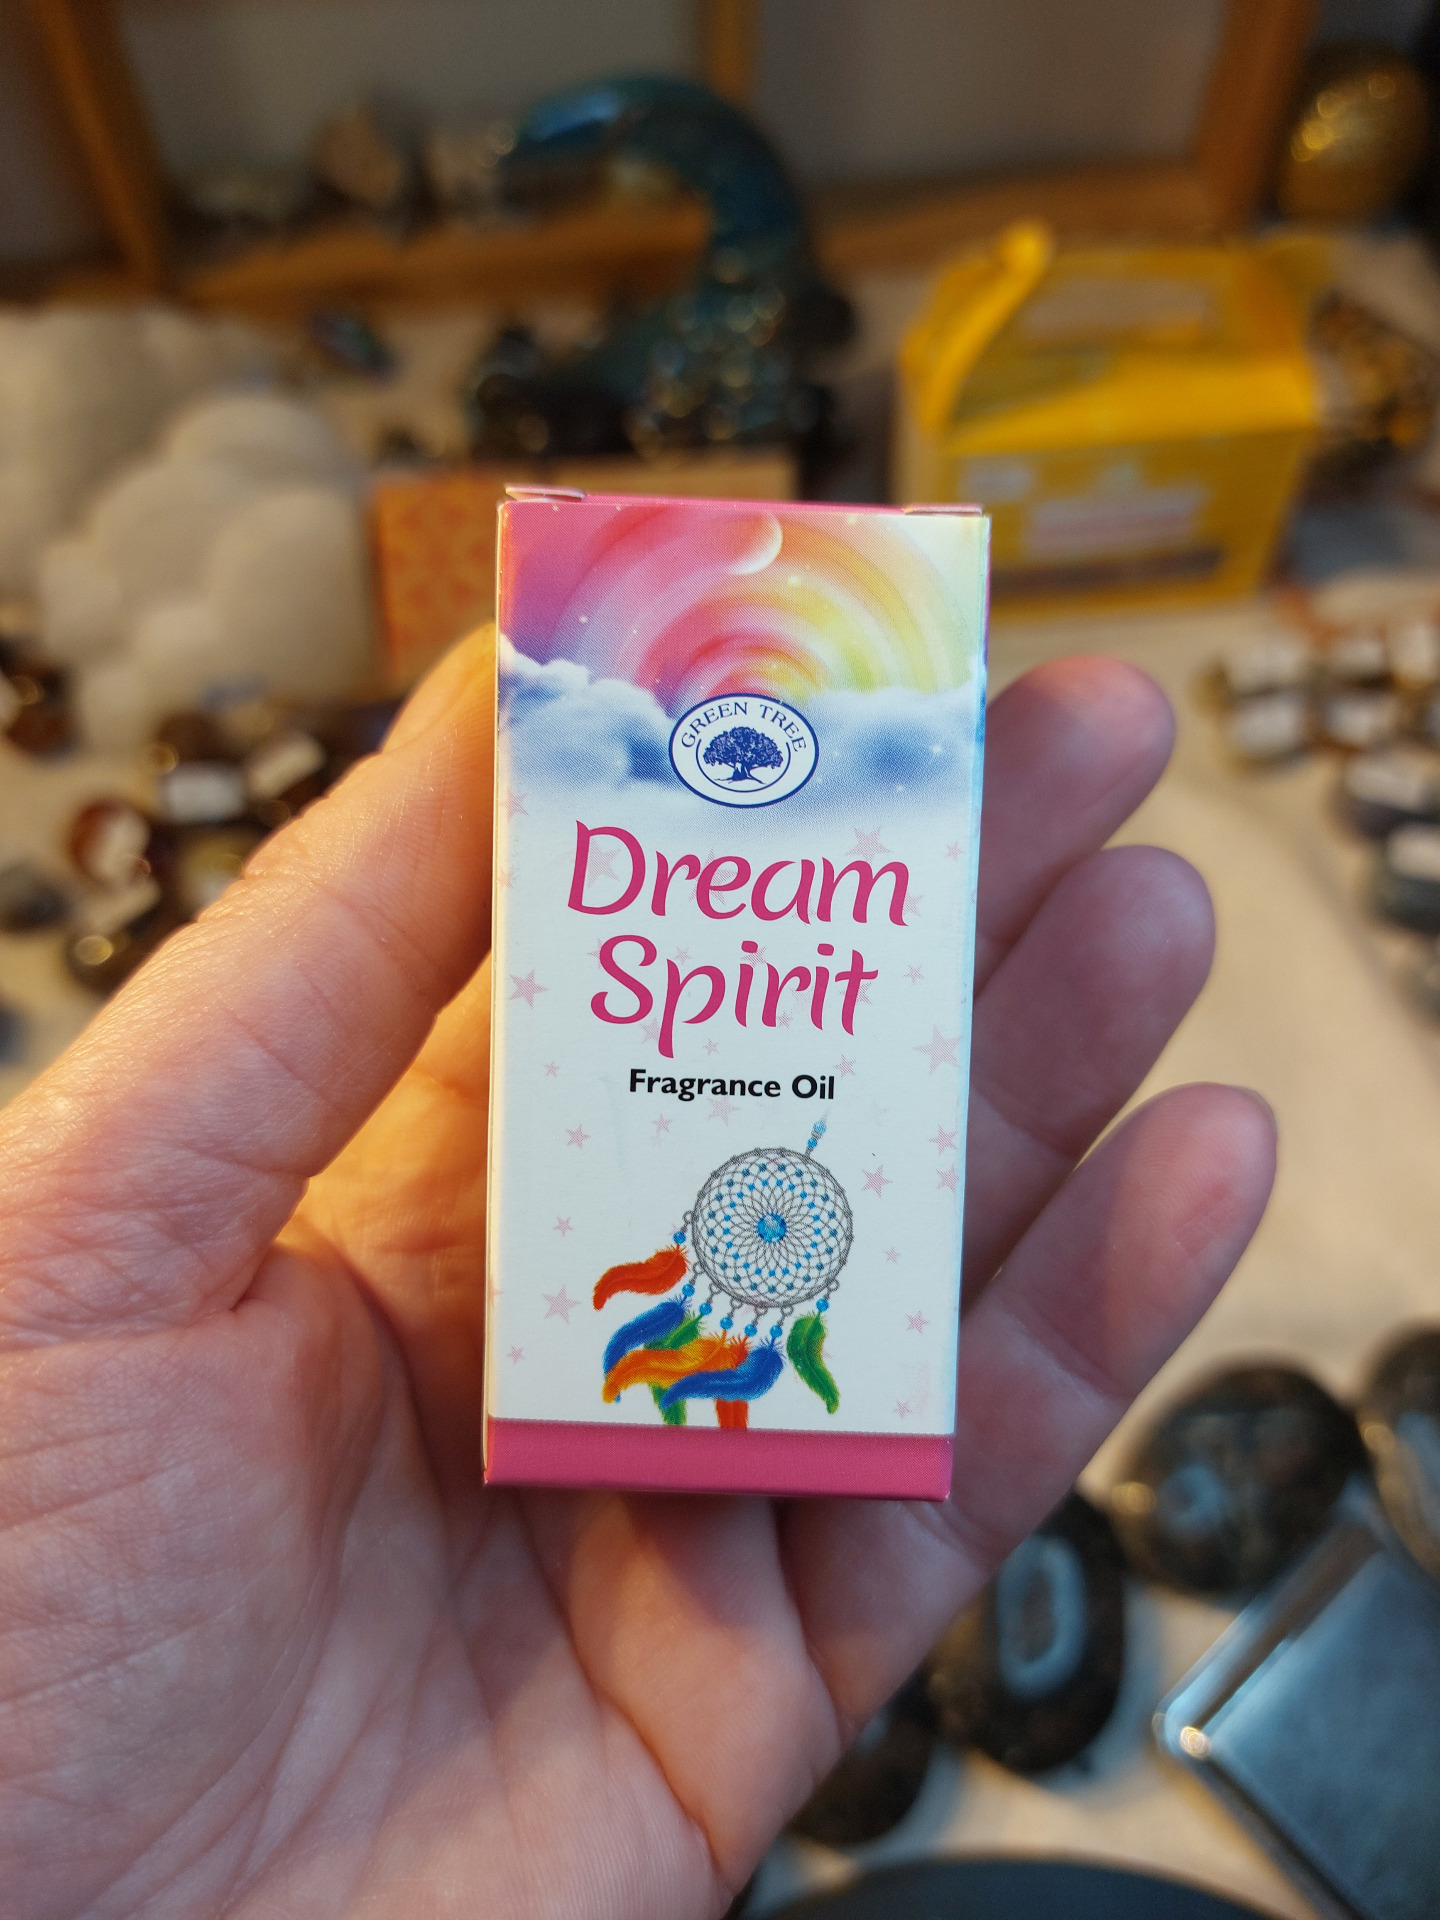 GREEN TREE
Dream
Spirit
Fragrance Oil